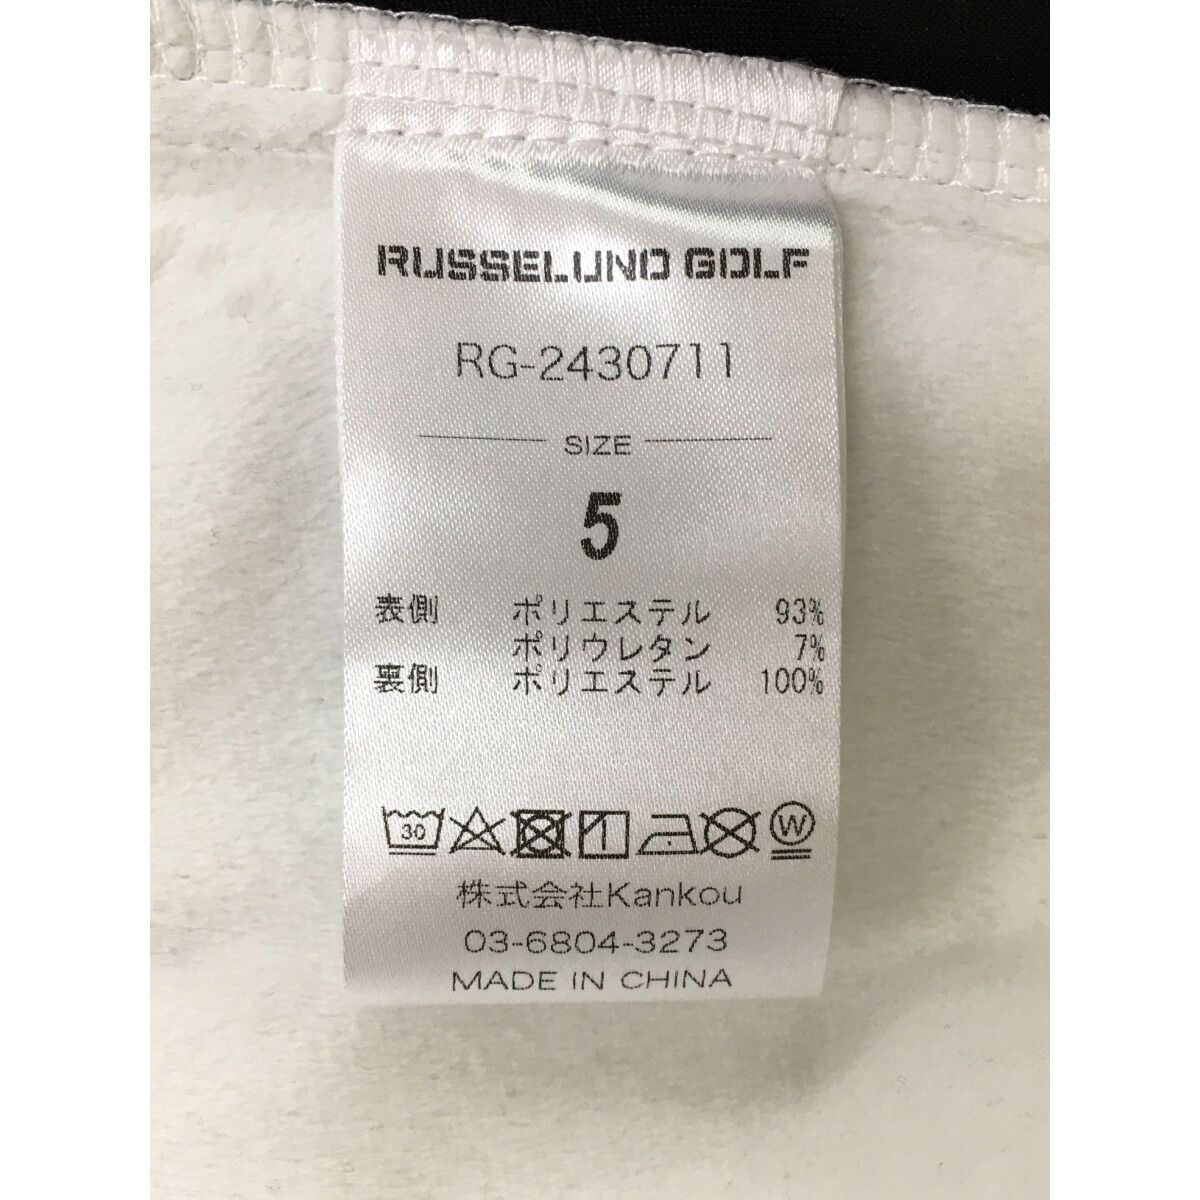 RUSSELUNO GOLF
RG-2430711
SIZE
5
表側 ポリエステル 93%
ポリウレタン 7%
裏側 ポリエステル 100%
30 W
株式会社Kankou
03-6804-3273
MADE IN CHINA